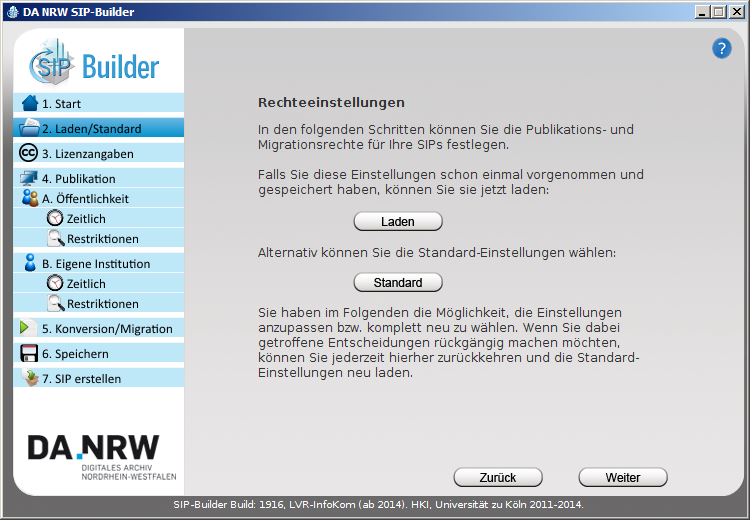 DA NRW SIP-Builder
SIP Builder
?
1. Start
2. Laden/Standard
CC 3. Lizenzangaben
4. Publikation
A. Öffentlichkeit
Zeitlich
Restriktionen
B. Eigene Institution
Zeitlich
Restriktionen
5. Konversion/Migration
6. Speichern
7. SIP erstellen
DA.NRW
DIGITALES ARCHIV
NORDRHEIN-WESTFALEN
Rechteeinstellungen
In den folgenden Schritten können Sie die Publikations- und
Migrationsrechte für Ihre SIPs festlegen.
Falls Sie diese Einstellungen schon einmal vorgenommen und
gespeichert haben, können Sie sie jetzt laden:
Laden
Alternativ können Sie die Standard-Einstellungen wählen:
Standard
Sie haben im Folgenden die Möglichkeit, die Einstellungen
anzupassen bzw. komplett neu zu wählen. Wenn Sie dabei
getroffene Entscheidungen rückgängig machen möchten,
können Sie jederzeit hierher zurückkehren und die Standard-
Einstellungen neu laden.
Zurück Weiter
SIP-Builder Build: 1916, LVR-InfoKom (ab 2014). HKI, Universität zu Köln 2011-2014.